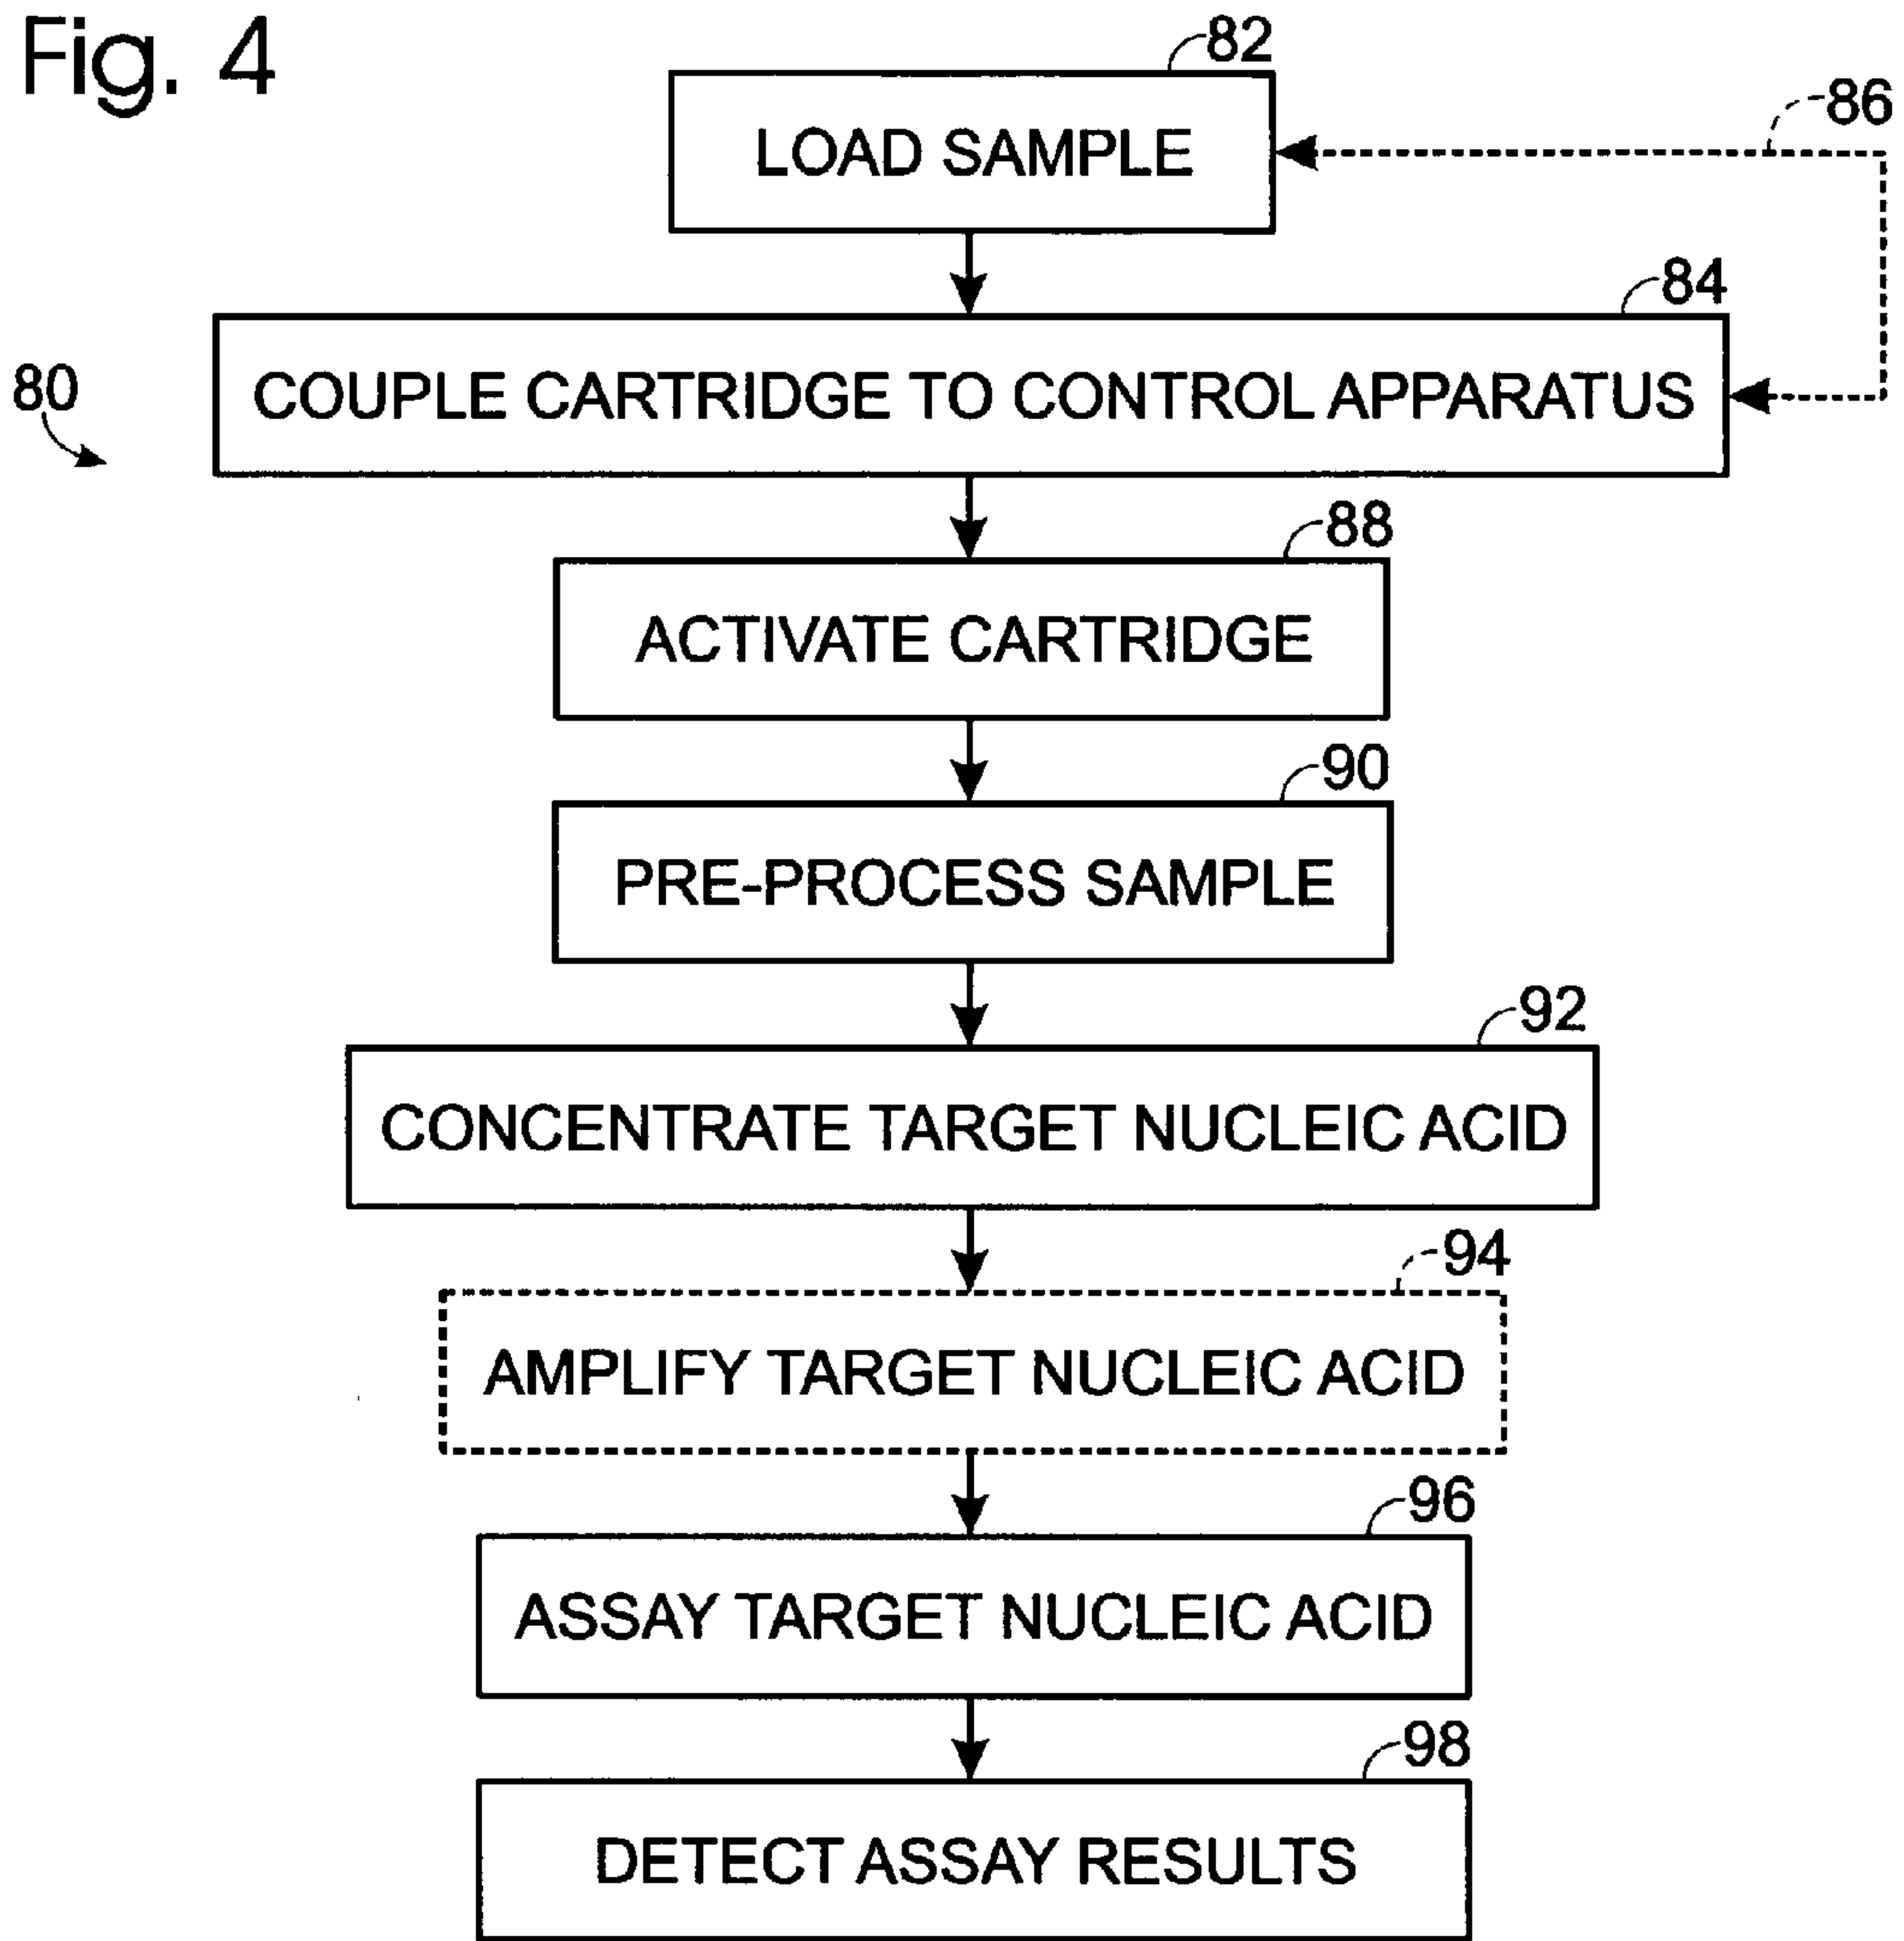 Fig. 4
82
LOAD SAMPLE
86
84
COUPLE CARTRIDGE TO CONTROL APPARATUS
80
88
ACTIVATE CARTRIDGE
90
PRE-PROCESS SAMPLE
92
CONCENTRATE TARGET NUCLEIC ACID
94
AMPLIFY TARGET NUCLEIC ACID
96
ASSAY TARGET NUCLEIC ACID
98
DETECT ASSAY RESULTS